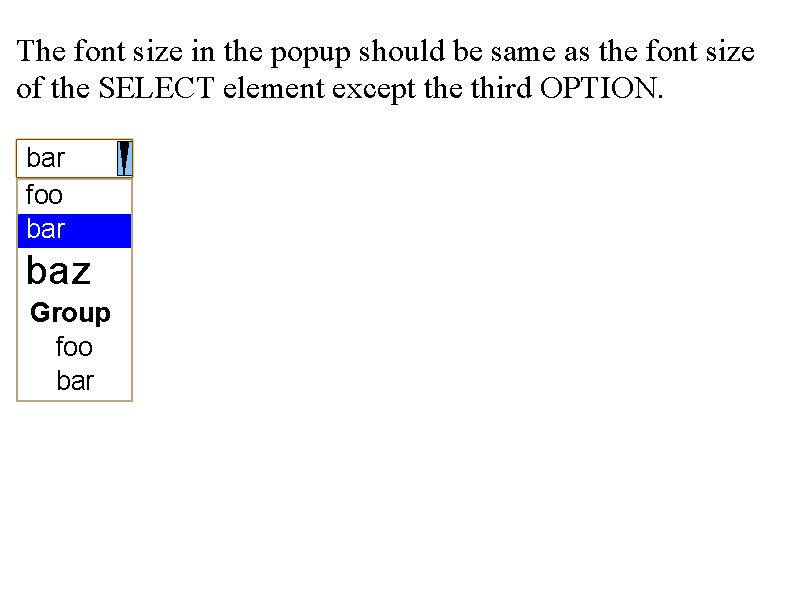 The font size in the popup should be same as the font size
of the SELECT element except the third OPTION.
bar
foo
bar
baz
Group
foo
bar